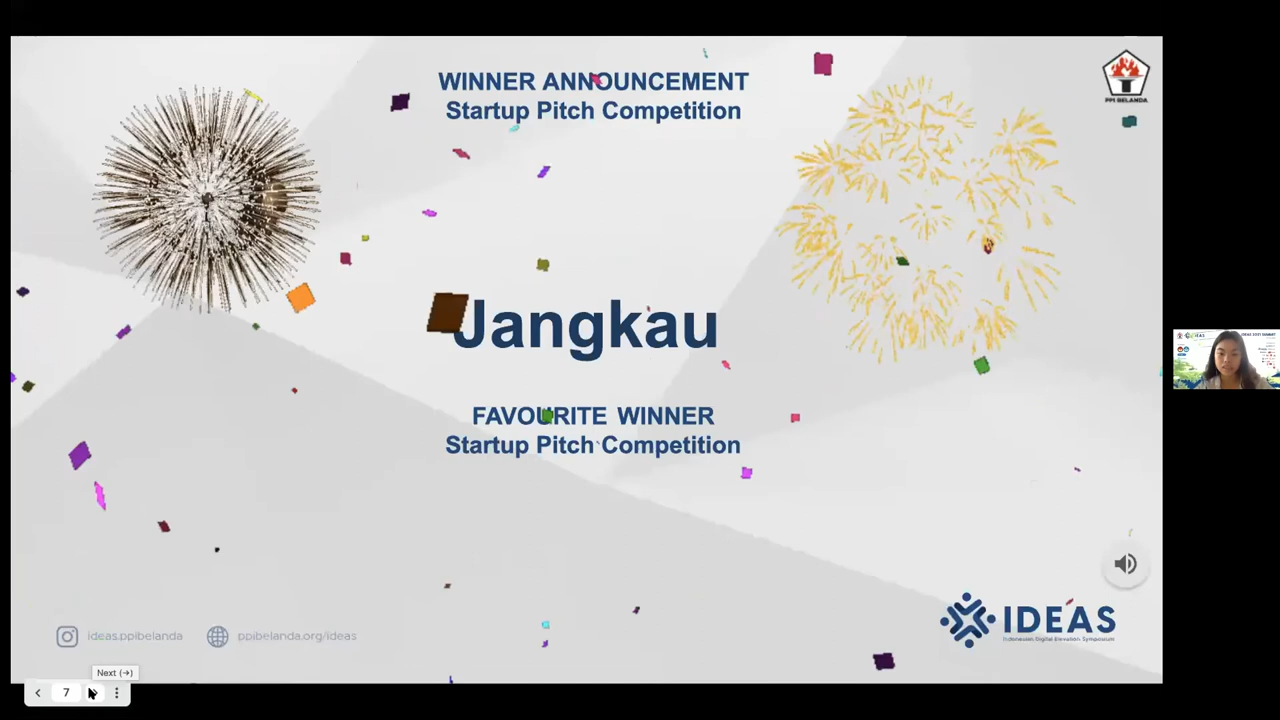 WINNER ANNOUNCEMENT
Startup Pitch Competition
PPI BELANDA
Jangkau
FAVOURITE WINNER
Startup Pitch Competition
ideas.ppibelanda
ppibelanda.org/ideas
IDEAS
Indonesian Digital Elevation Symposium
Next (→)
7